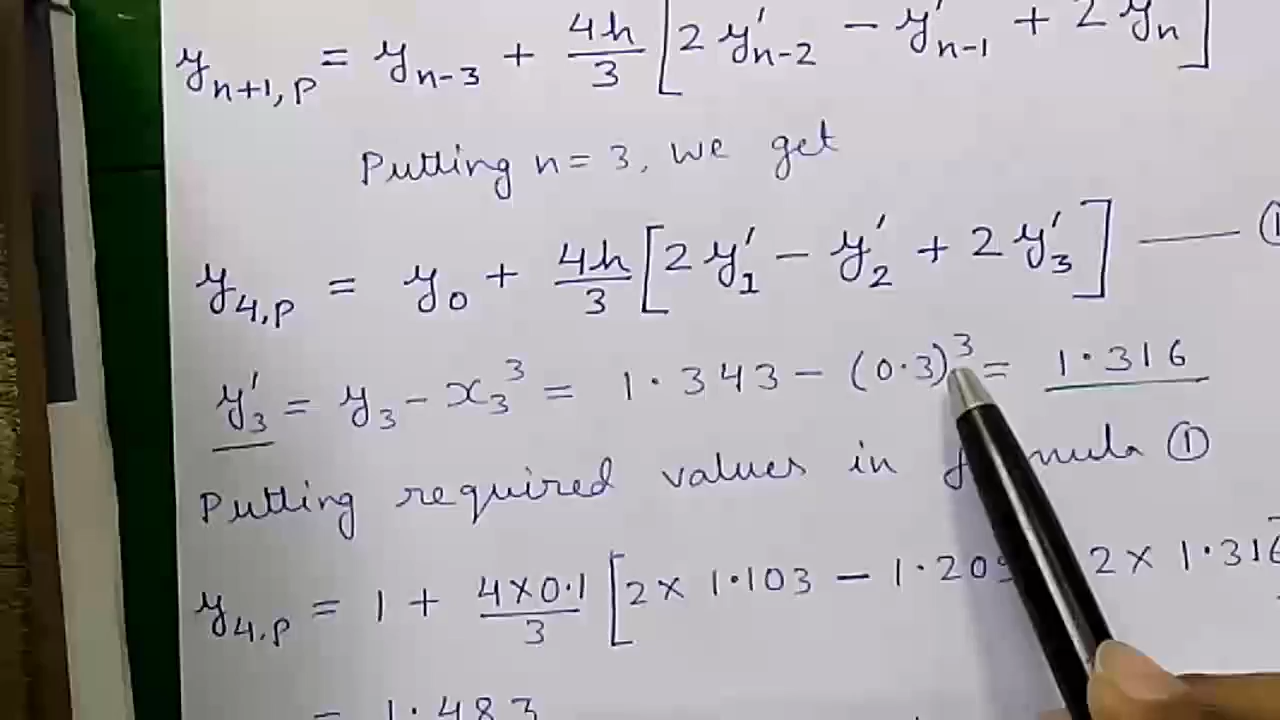 y_{n+1,p} = y_{n-3} + 4h/3 [2y'_{n-2} - y'_{n-1} + 2y_n]
Putting n = 3, we get
y_{4,p} = y_0 + 4h/3 [2y'_1 - y'_2 + 2y'_3] — ①
y'_3 = y_3 - x_3^3 = 1.343 - (0.3)^3 = 1.316
Putting required values in ①
y_{4,p} = 1 + 4×0.1/3 [2 × 1.103 - 1.20 2 × 1.316
= 1.483